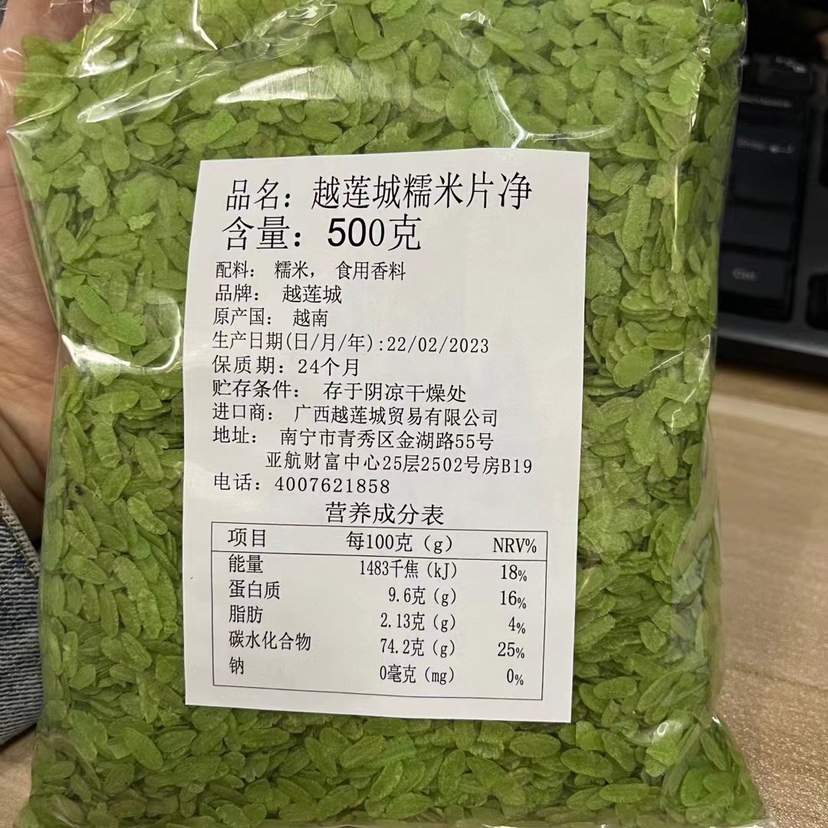 品名：越莲城糯米片净
含量：500克
配料： 糯米， 食用香料
品牌： 越莲城
原产国： 越南
生产日期(日/月/年):22/02/2023
保质期：24个月
贮存条件： 存于阴凉干燥处
进口商： 广西越莲城贸易有限公司
地址： 南宁市青秀区金湖路55号
亚航财富中心25层2502号房B19
电话：4007621858
营养成分表
项目 每100克（g） NRV%
能量 1483千焦（kJ） 18%
蛋白质 9.6克（g） 16%
脂肪 2.13克（g） 4%
碳水化合物 74.2克（g） 25%
钠 0毫克（mg） 0%